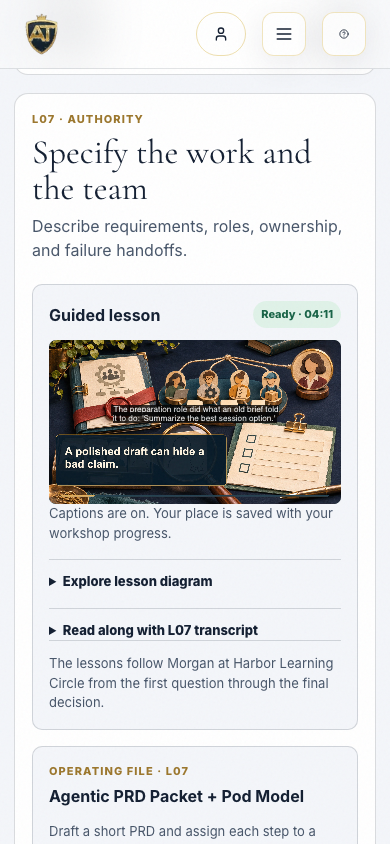 AT
L07 · AUTHORITY
Specify the work and
the team
Describe requirements, roles, ownership,
and failure handoffs.
Guided lesson
Ready · 04:11
The preparation role did what an old brief told
it to do: 'Summarize the best session option.'
A polished draft can hide a
bad claim.
Captions are on. Your place is saved with your
workshop progress.
Explore lesson diagram
Read along with L07 transcript
The lessons follow Morgan at Harbor Learning
Circle from the first question through the final
decision.
OPERATING FILE · L07
Agentic PRD Packet + Pod Model
Draft a short PRD and assign each step to a